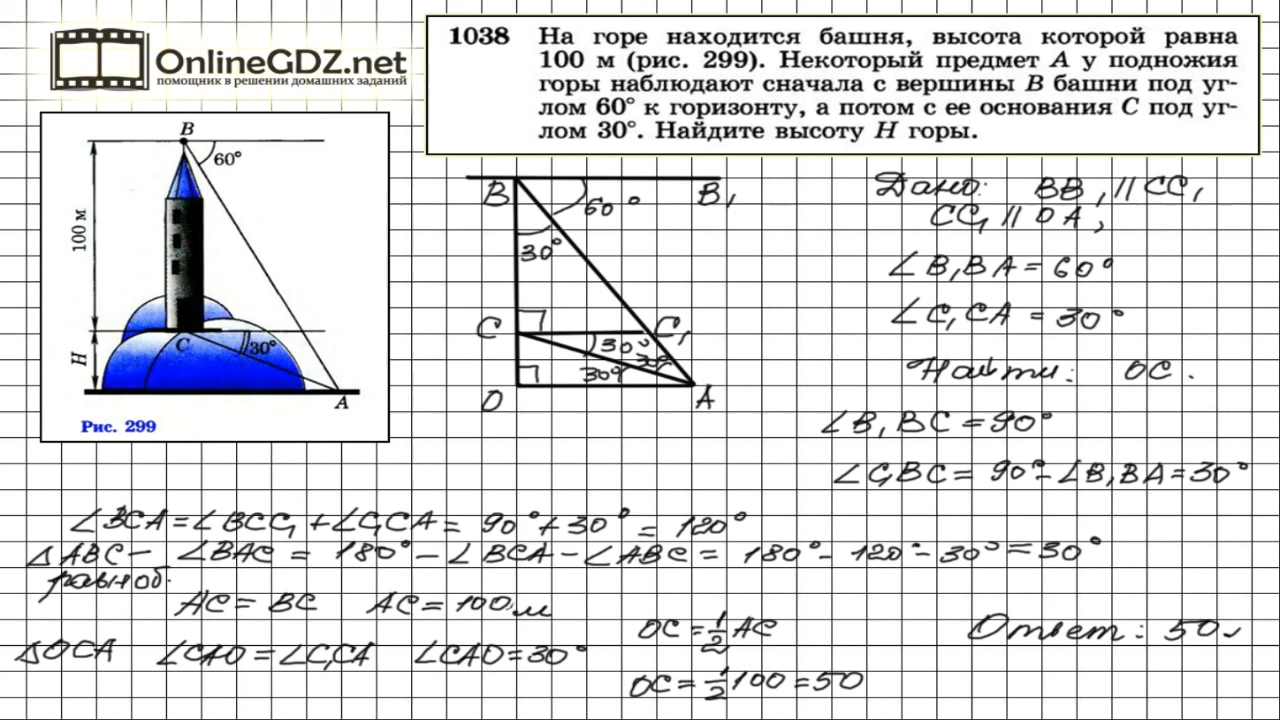 OnlineGDZ.net
помощник в решении домашних заданий
1038 На горе находится башня, высота которой равна
100 м (рис. 299). Некоторый предмет A у подножия
горы наблюдают сначала с вершины B башни под уг-
лом 60° к горизонту, а потом с ее основания C под уг-
лом 30°. Найдите высоту H горы.
B
60°
100 м
C
30°
H
A
Рис. 299
B
B₁
60°
30°
C
C₁
30°
30°
30°
O
A
Дано: BB₁ || CC₁
CC₁ || OA,
∠B₁BA = 60°
∠C₁CA = 30°
Найти: OC.
∠B₁BC = 90°
∠C₁BC = 90° - ∠B₁BA = 30°
∠BCA = ∠BCC₁ + ∠C₁CA = 90° + 30° = 120°
△ABC - ∠BAC = 180° - ∠BCA - ∠ABC = 180° - 120° - 30° = 30°
равноб.
AC = BC AC = 100 м
△OCA ∠CAO = ∠C₁CA ∠CAO = 30°
OC = 1/2 AC
OC = 1/2 100 = 50
Ответ: 50